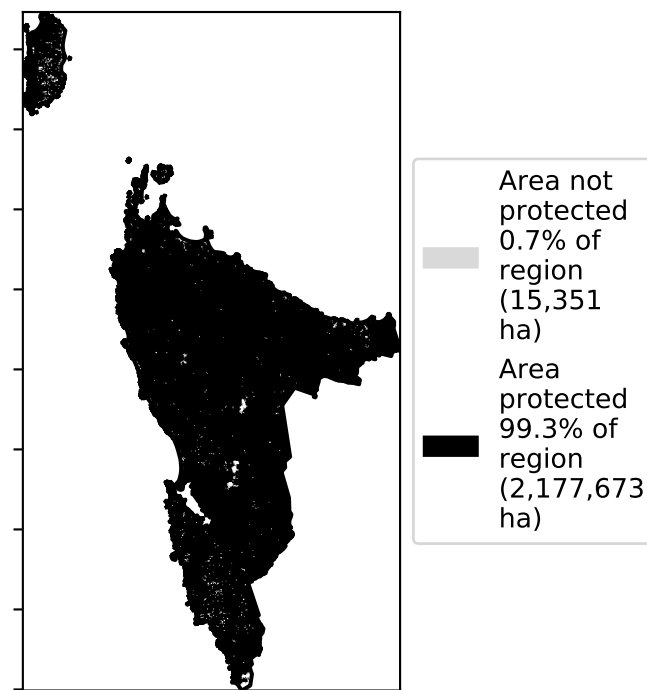 Area not
protected
0.7% of
region
(15,351
ha)
Area
protected
99.3% of
region
(2,177,673
ha)